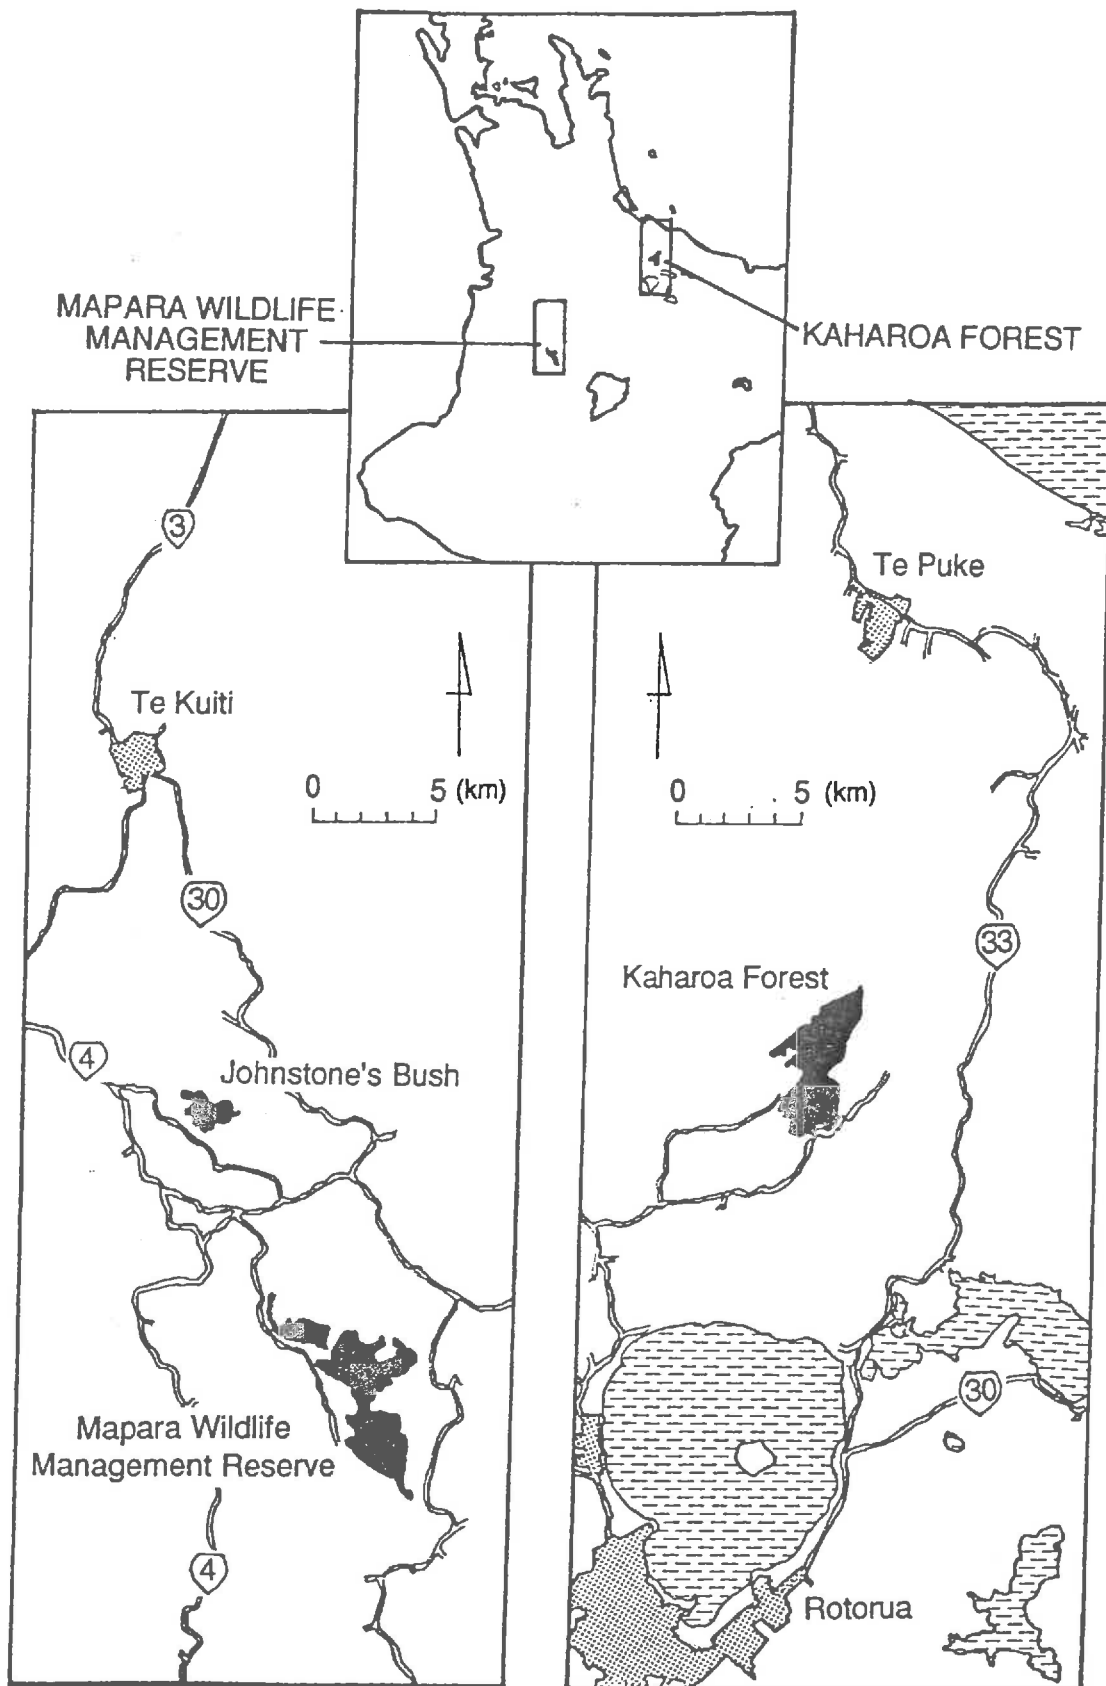 MAPARA WILDLIFE
MANAGEMENT
RESERVE
KAHAROA FOREST
3
Te Kuiti
0 5 (km)
30
4
Johnstone's Bush
Mapara Wildlife
Management Reserve
4
Te Puke
0 5 (km)
33
Kaharoa Forest
30
Rotorua